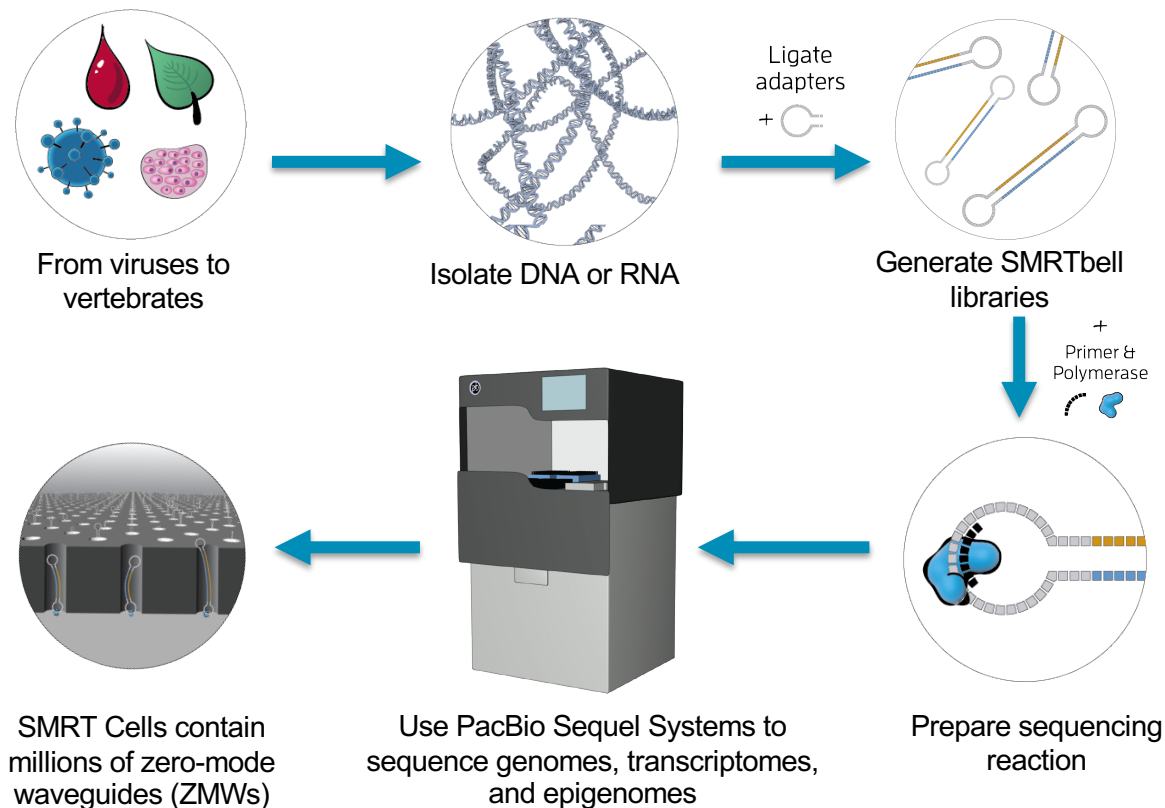 From viruses to
vertebrates
Isolate DNA or RNA
Ligate
adapters
+
Generate SMRTbell
libraries
+
Primer &
Polymerase
Prepare sequencing
reaction
Use PacBio Sequel Systems to
sequence genomes, transcriptomes,
and epigenomes
SMRT Cells contain
millions of zero-mode
waveguides (ZMWs)